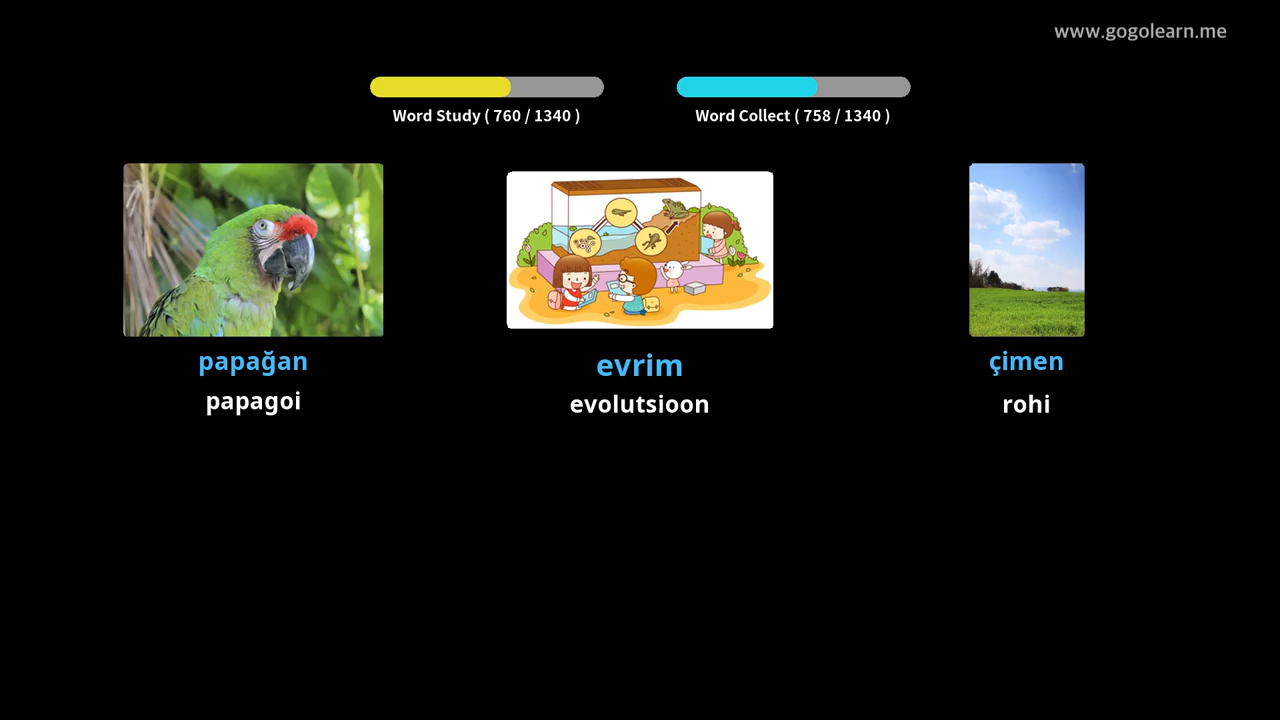 www.gogolearn.me
Word Study ( 760 / 1340 )
Word Collect ( 758 / 1340 )
papağan
papagoi
evrim
evolutsioon
çimen
rohi